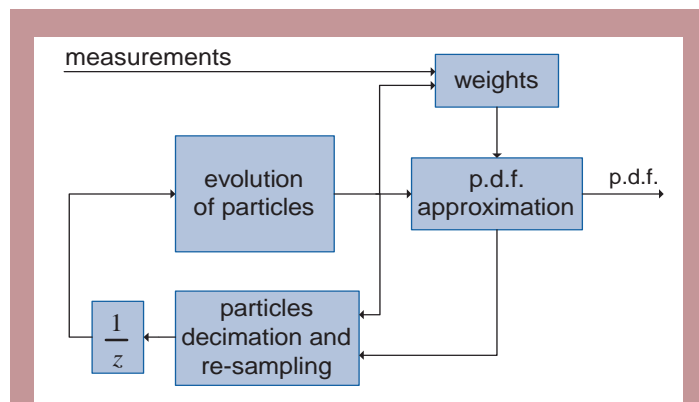 measurements
weights
evolution
of particles
p.d.f.
approximation
p.d.f.
1
z
particles
decimation and
re-sampling